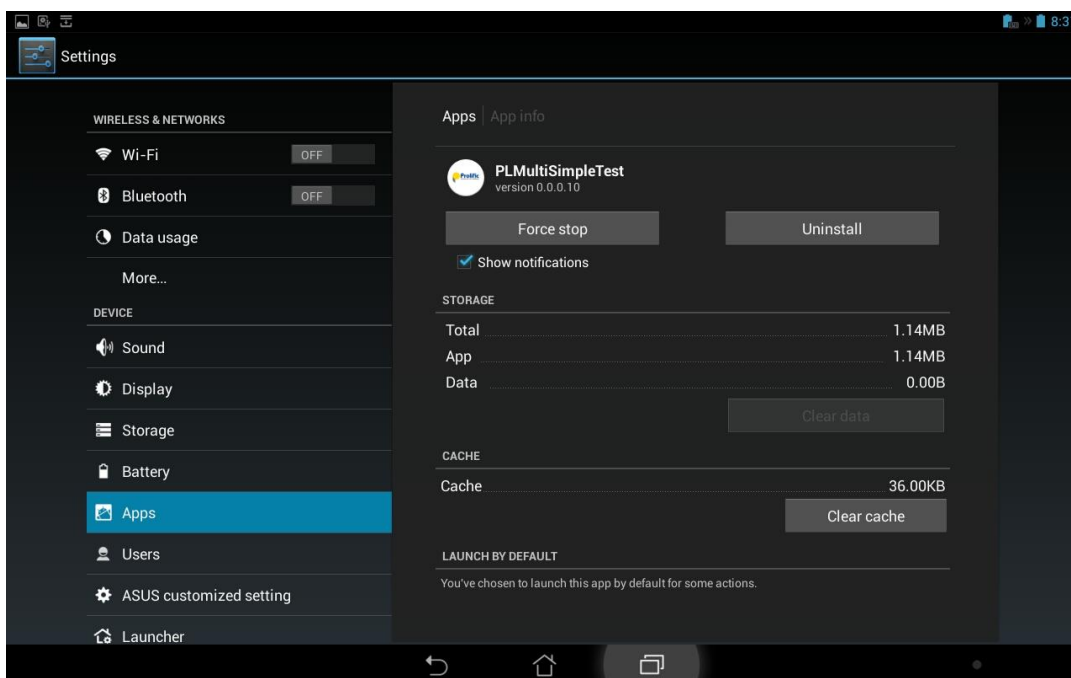 8:3
Settings
WIRELESS & NETWORKS
Wi-Fi OFF
Bluetooth OFF
Data usage
More...
DEVICE
Sound
Display
Storage
Battery
Apps
Users
ASUS customized setting
Launcher
Apps | App info
Prolific
PLMultiSimpleTest
version 0.0.0.10
Force stop Uninstall
Show notifications
STORAGE
Total 1.14MB
App 1.14MB
Data 0.00B
Clear data
CACHE
Cache 36.00KB
Clear cache
LAUNCH BY DEFAULT
You've chosen to launch this app by default for some actions.